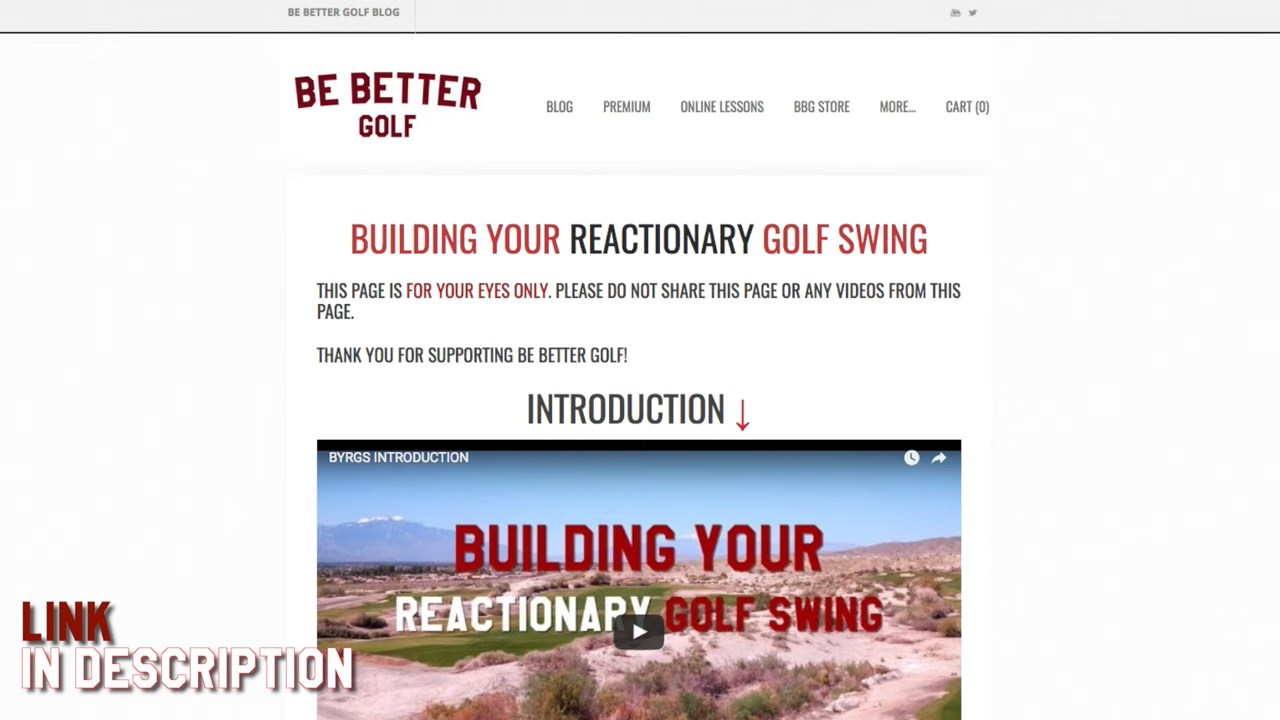 BE BETTER GOLF BLOG
BE BETTER
GOLF
BLOG PREMIUM ONLINE LESSONS BBG STORE MORE... CART (0)
BUILDING YOUR REACTIONARY GOLF SWING
THIS PAGE IS FOR YOUR EYES ONLY. PLEASE DO NOT SHARE THIS PAGE OR ANY VIDEOS FROM THIS
PAGE.
THANK YOU FOR SUPPORTING BE BETTER GOLF!
INTRODUCTION ↓
BYRGS INTRODUCTION
BUILDING YOUR
REACTIONARY GOLF SWING
LINK
IN DESCRIPTION